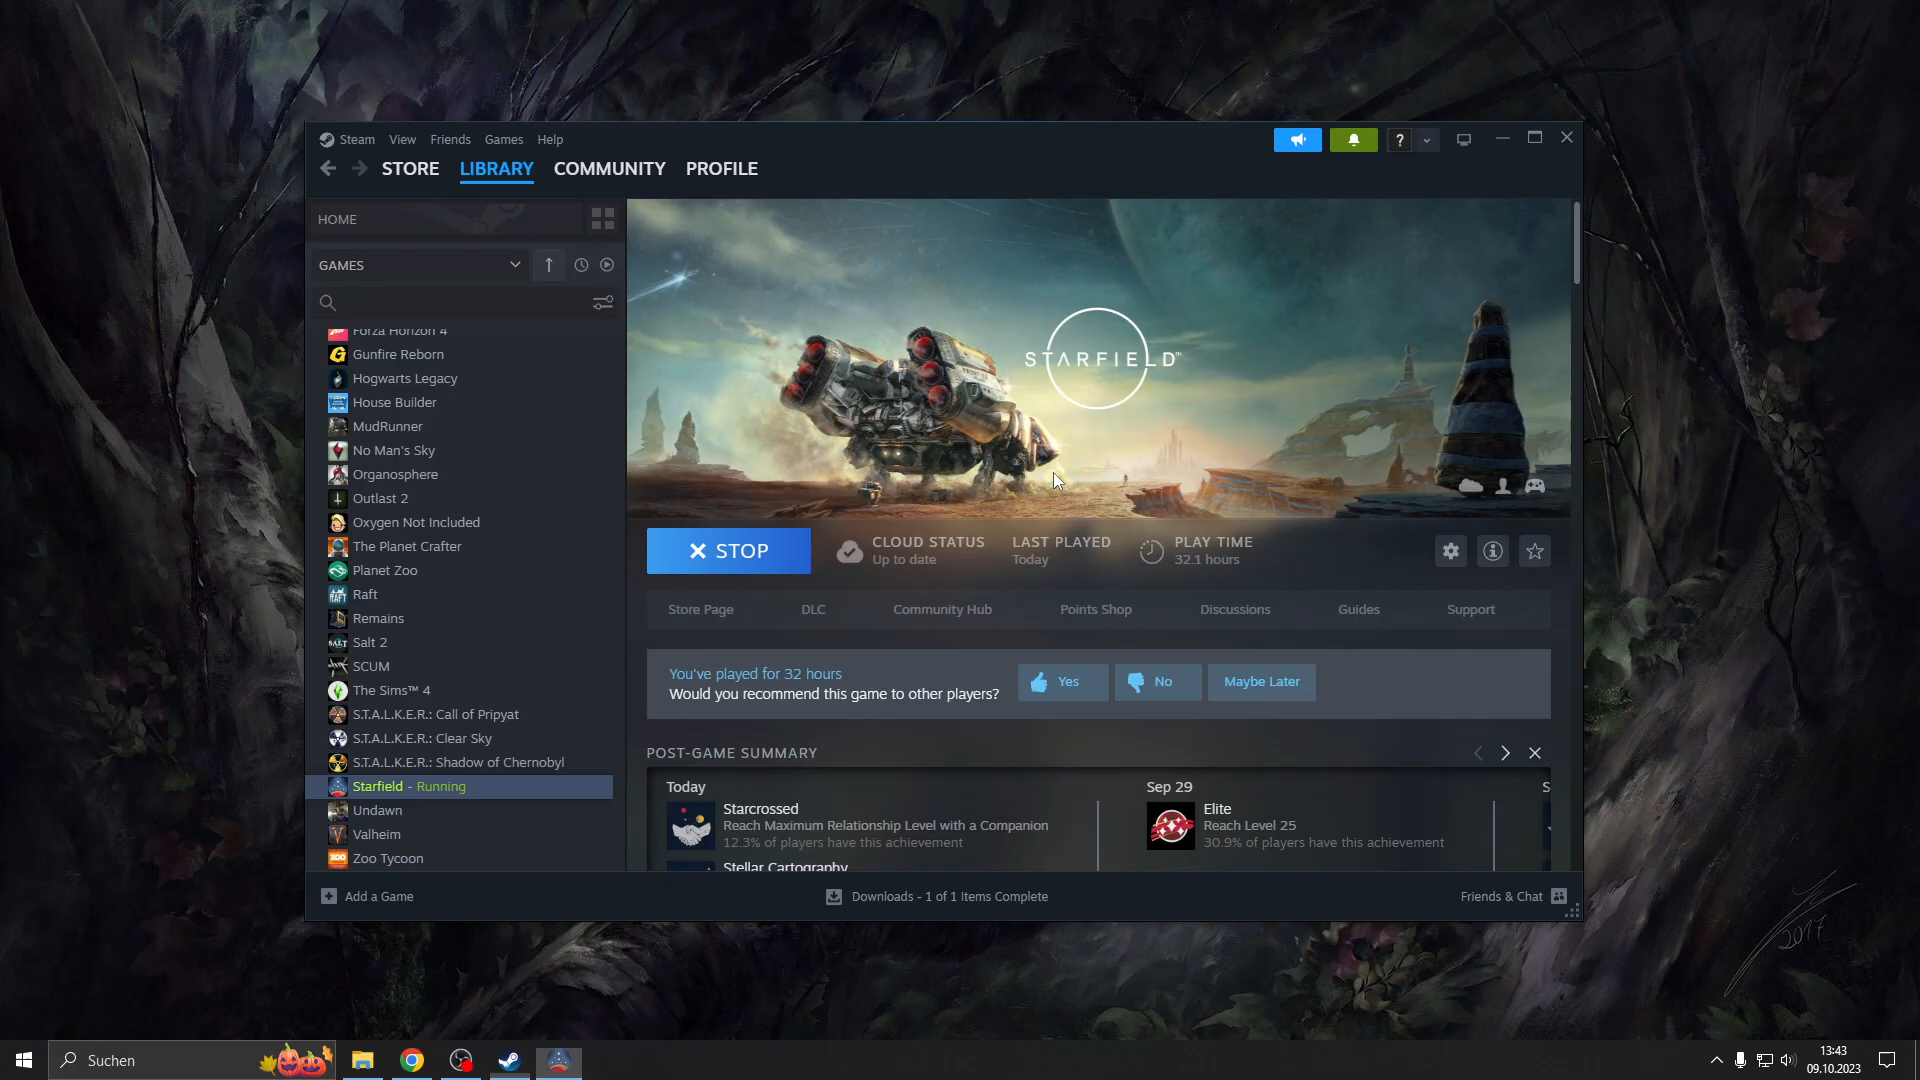 Steam View Friends Games Help
?
STORE LIBRARY COMMUNITY PROFILE
HOME
GAMES
Forza Horizon 4
Gunfire Reborn
Hogwarts Legacy
House Builder
MudRunner
No Man's Sky
Organosphere
Outlast 2
Oxygen Not Included
The Planet Crafter
Planet Zoo
Raft
Remains
Salt 2
SCUM
The Sims™ 4
S.T.A.L.K.E.R.: Call of Pripyat
S.T.A.L.K.E.R.: Clear Sky
S.T.A.L.K.E.R.: Shadow of Chernobyl
Starfield - Running
Undawn
Valheim
Zoo Tycoon
STARFIELD™
STOP
CLOUD STATUS
Up to date
LAST PLAYED
Today
PLAY TIME
32.1 hours
Store Page DLC Community Hub Points Shop Discussions Guides Support
You've played for 32 hours
Would you recommend this game to other players?
Yes No Maybe Later
POST-GAME SUMMARY
Today
Starcrossed
Reach Maximum Relationship Level with a Companion
12.3% of players have this achievement
Stellar Cartography
Sep 29
Elite
Reach Level 25
30.9% of players have this achievement
S
Add a Game
Downloads - 1 of 1 Items Complete
Friends & Chat
2017
Suchen
13:43
09.10.2023